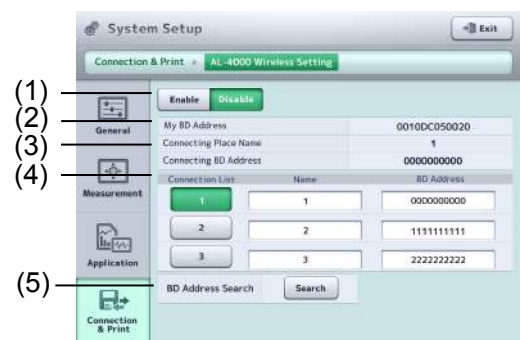 System Setup
Exit
Connection & Print AL-4000 Wireless Setting
(1) Enable Disable
(2) My BD Address 0010DC050020
General
(3) Connecting Place Name 1
Connecting BD Address 0000000000
(4) Connection List Name BD Address
Measurement
1 1 0000000000
2 2 1111111111
3 3 2222222222
Application
(5) BD Address Search Search
Connection
& Print